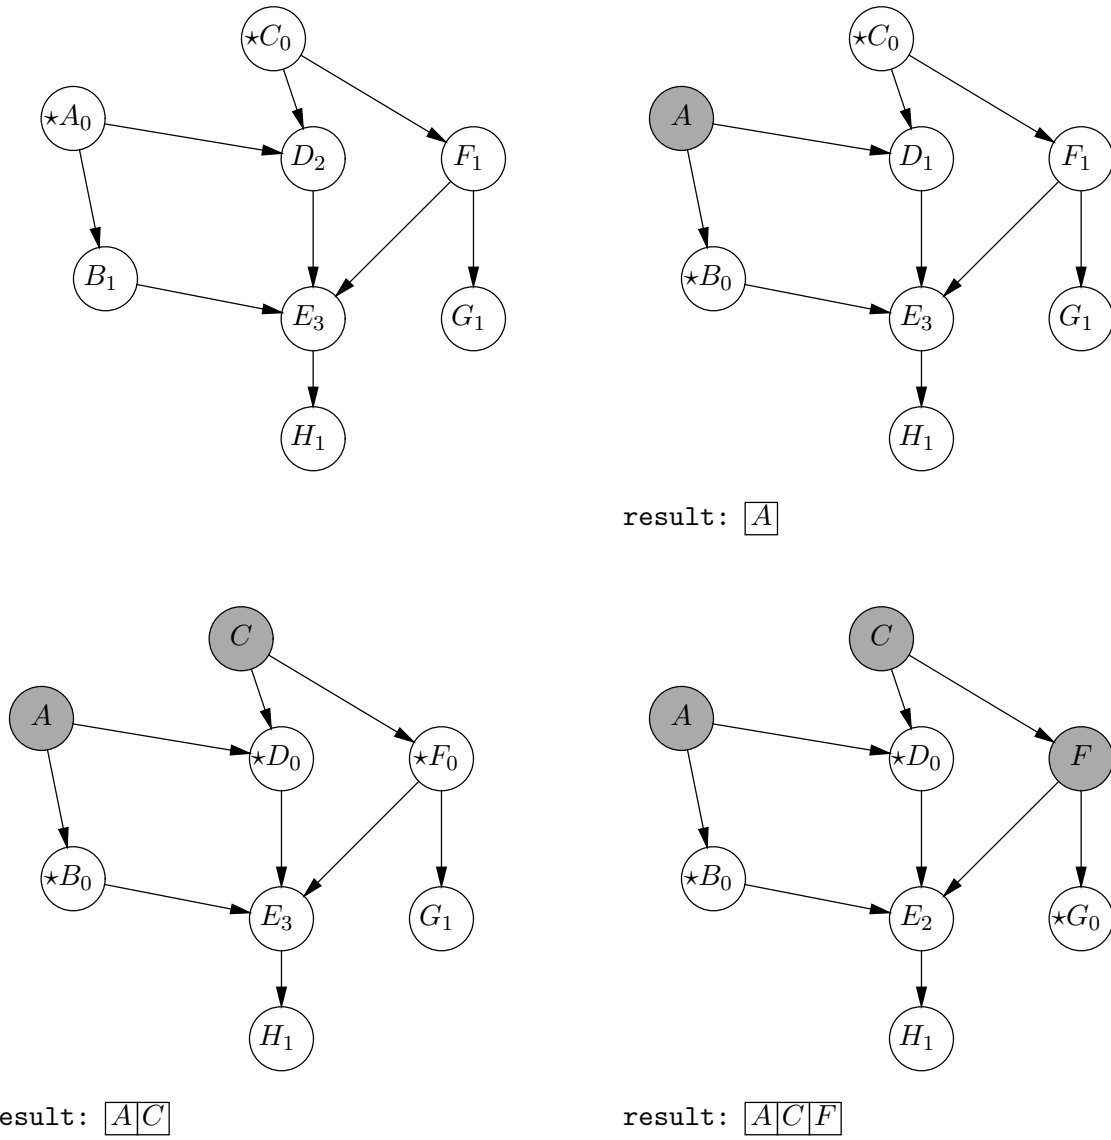 ⋆C₀
⋆A₀
D₂
F₁
B₁
E₃
G₁
H₁
⋆C₀
A
D₁
F₁
⋆B₀
E₃
G₁
H₁
result: A
C
A
⋆D₀
⋆F₀
⋆B₀
E₃
G₁
H₁
esult: A C
C
A
⋆D₀
F
⋆B₀
E₂
⋆G₀
H₁
result: A C F